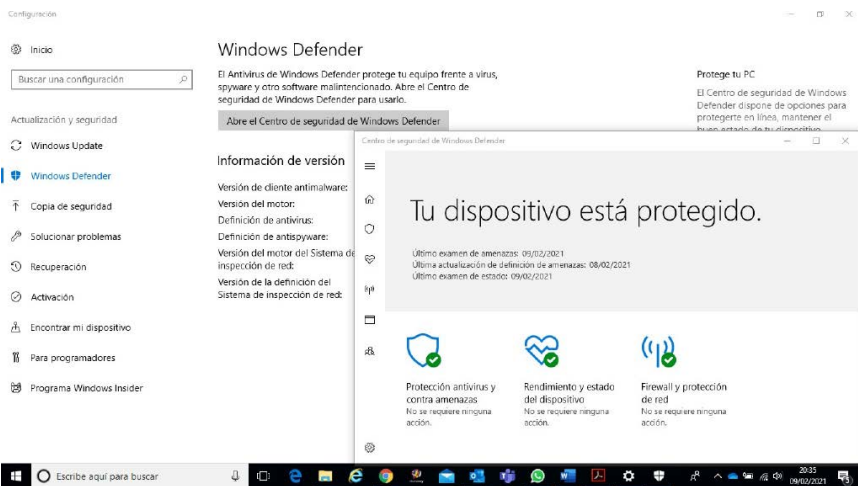 Configuración
Inicio
Buscar una configuración
Actualización y seguridad
Windows Update
Windows Defender
Copia de seguridad
Solucionar problemas
Recuperación
Activación
Encontrar mi dispositivo
Para programadores
Programa Windows Insider
Windows Defender
El Antivirus de Windows Defender protege tu equipo frente a virus,
spyware y otro software malintencionado. Abre el Centro de
seguridad de Windows Defender para usarlo.
Abre el Centro de seguridad de Windows Defender
Información de versión
Versión de cliente antimalware:
Versión del motor:
Definición de antivirus:
Definición de antispyware:
Versión del motor del Sistema de
inspección de red:
Versión de la definición del
Sistema de inspección de red:
Protege tu PC
El Centro de seguridad de Windows
Defender dispone de opciones para
protegerte en línea, mantener el
buen estado de tu dispositivo
Centro de seguridad de Windows Defender
Tu dispositivo está protegido.
Último examen de amenazas: 09/02/2021
Última actualización de definición de amenazas: 08/02/2021
Último examen de estado: 09/02/2021
Protección antivirus y
contra amenazas
No se requiere ninguna
acción.
Rendimiento y estado
del dispositivo
No se requiere ninguna
acción.
Firewall y protección
de red
No se requiere ninguna
acción.
Escribe aquí para buscar
20:35
09/02/2021